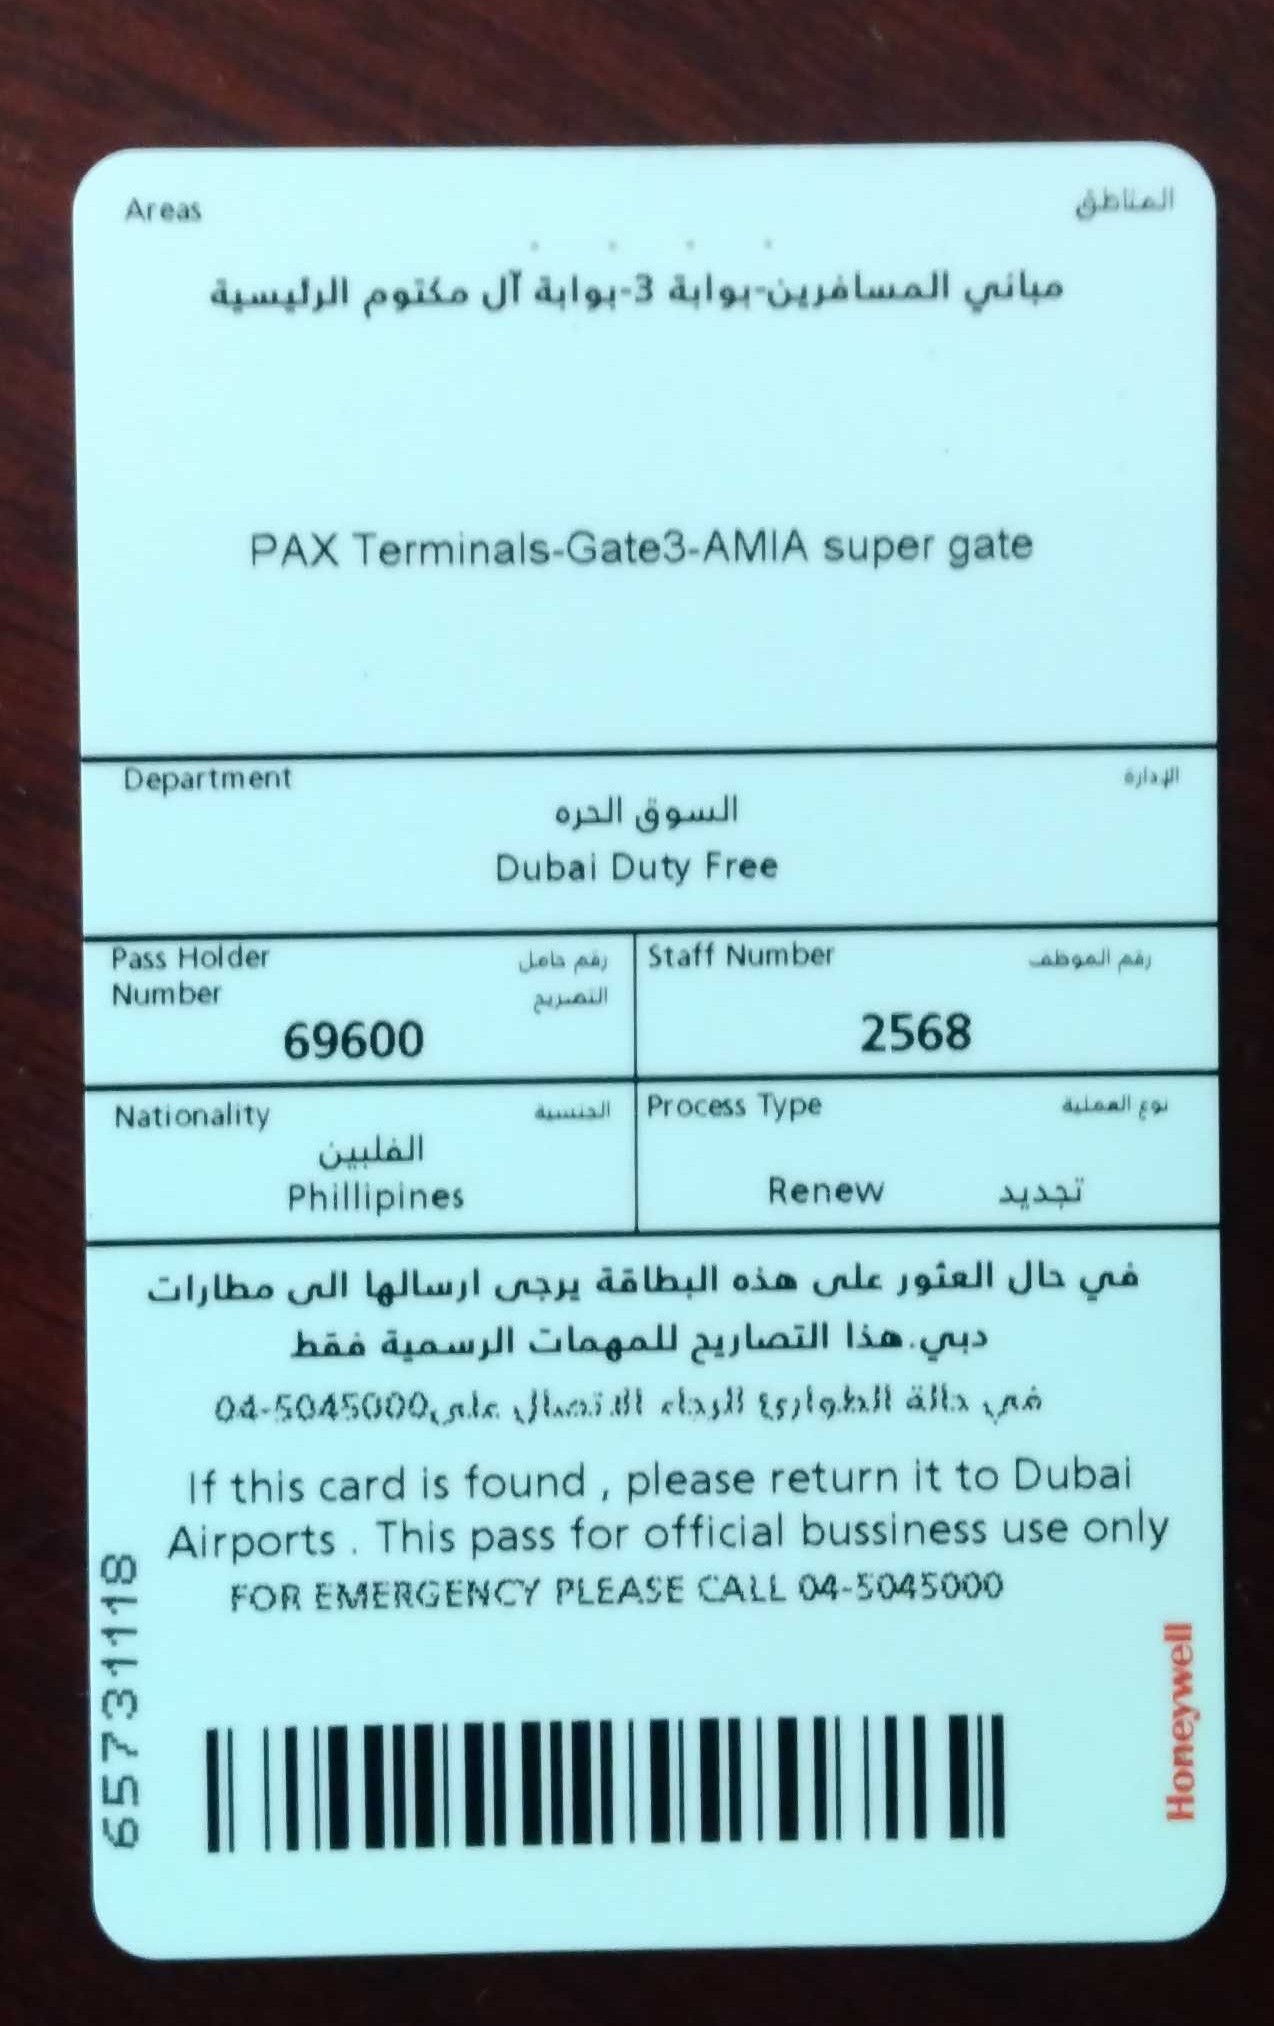 Areas المناطق
مباني المسافرين-بوابة 3-بوابة آل مكتوم الرئيسية
PAX Terminals-Gate3-AMIA super gate
Department الإدارة
السوق الحره
Dubai Duty Free
Pass Holder رقم حامل
Number التصريح
69600
Staff Number رقم الموظف
2568
Nationality الجنسية
الفلبين
Phillipines
Process Type نوع العملية
Renew تجديد
في حال العثور على هذه البطاقة يرجى ارسالها الى مطارات
دبي.هذا التصاريح للمهمات الرسمية فقط
في حالة الطوارئ الرجاء الاتصال على 04-5045000
If this card is found , please return it to Dubai
Airports . This pass for official bussiness use only
FOR EMERGENCY PLEASE CALL 04-5045000
65731118
Honeywell